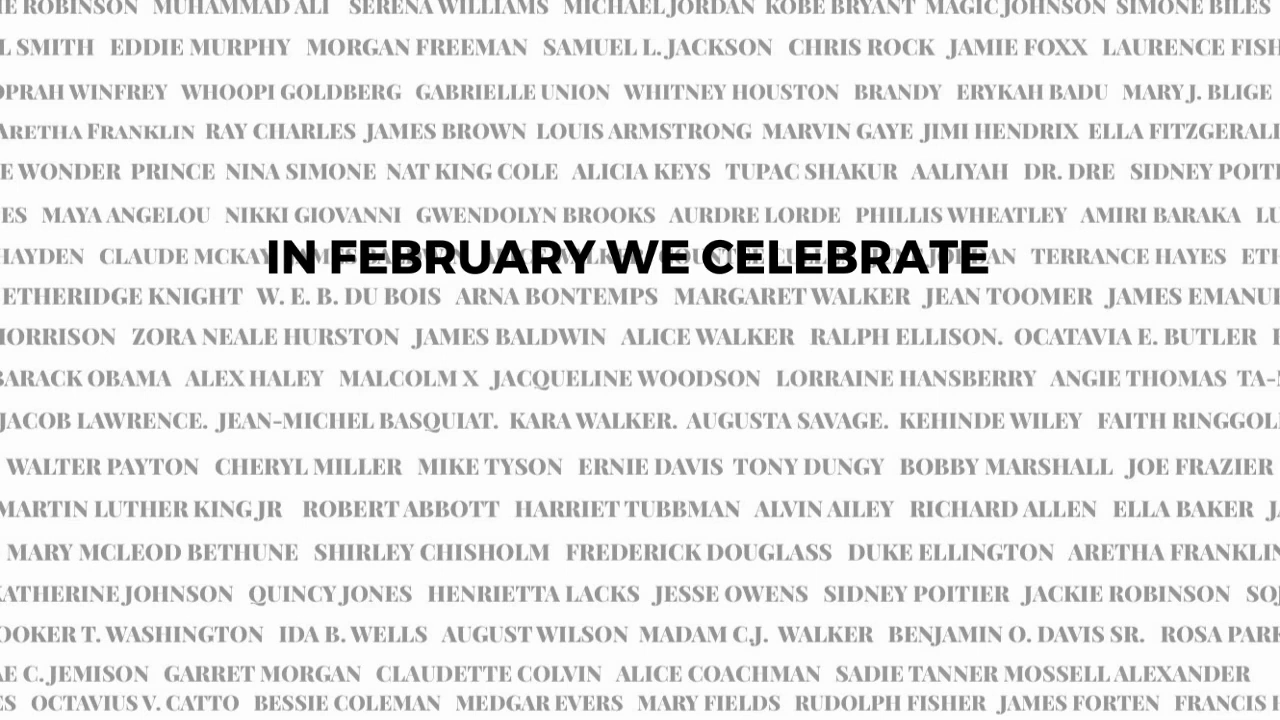 ROBINSON MUHAMMAD ALI SERENA WILLIAMS MICHAEL JORDAN KOBE BRYANT MAGIC JOHNSON SIMONE BILES
SMITH EDDIE MURPHY MORGAN FREEMAN SAMUEL L. JACKSON CHRIS ROCK JAMIE FOXX LAURENCE FISH
OPRAH WINFREY WHOOPI GOLDBERG GABRIELLE UNION WHITNEY HOUSTON BRANDY ERYKAH BADU MARY J. BLIGE
ARETHA FRANKLIN RAY CHARLES JAMES BROWN LOUIS ARMSTRONG MARVIN GAYE JIMI HENDRIX ELLA FITZGERALD
E WONDER PRINCE NINA SIMONE NAT KING COLE ALICIA KEYS TUPAC SHAKUR AALIYAH DR. DRE SIDNEY POITI
ES MAYA ANGELOU NIKKI GIOVANNI GWENDOLYN BROOKS AURDRE LORDE PHILLIS WHEATLEY AMIRI BARAKA LU
HAYDEN CLAUDE MCKAY TERRANCE HAYES ETH
IN FEBRUARY WE CELEBRATE
ETHERIDGE KNIGHT W. E. B. DU BOIS ARNA BONTEMPS MARGARET WALKER JEAN TOOMER JAMES EMANU
MORRISON ZORA NEALE HURSTON JAMES BALDWIN ALICE WALKER RALPH ELLISON. OCATAVIA E. BUTLER
BARACK OBAMA ALEX HALEY MALCOLM X JACQUELINE WOODSON LORRAINE HANSBERRY ANGIE THOMAS TA-
JACOB LAWRENCE. JEAN-MICHEL BASQUIAT. KARA WALKER. AUGUSTA SAVAGE. KEHINDE WILEY FAITH RINGGOL
WALTER PAYTON CHERYL MILLER MIKE TYSON ERNIE DAVIS TONY DUNGY BOBBY MARSHALL JOE FRAZIER
MARTIN LUTHER KING JR ROBERT ABBOTT HARRIET TUBBMAN ALVIN AILEY RICHARD ALLEN ELLA BAKER
MARY MCLEOD BETHUNE SHIRLEY CHISHOLM FREDERICK DOUGLASS DUKE ELLINGTON ARETHA FRANKLIN
KATHERINE JOHNSON QUINCY JONES HENRIETTA LACKS JESSE OWENS SIDNEY POITIER JACKIE ROBINSON SO
OOKER T. WASHINGTON IDA B. WELLS AUGUST WILSON MADAM C.J. WALKER BENJAMIN O. DAVIS SR. ROSA PAR
AE C. JEMISON GARRET MORGAN CLAUDETTE COLVIN ALICE COACHMAN SADIE TANNER MOSSELL ALEXANDER
ES OCTAVIUS V. CATTO BESSIE COLEMAN MEDGAR EVERS MARY FIELDS RUDOLPH FISHER JAMES FORTEN FRANCIS